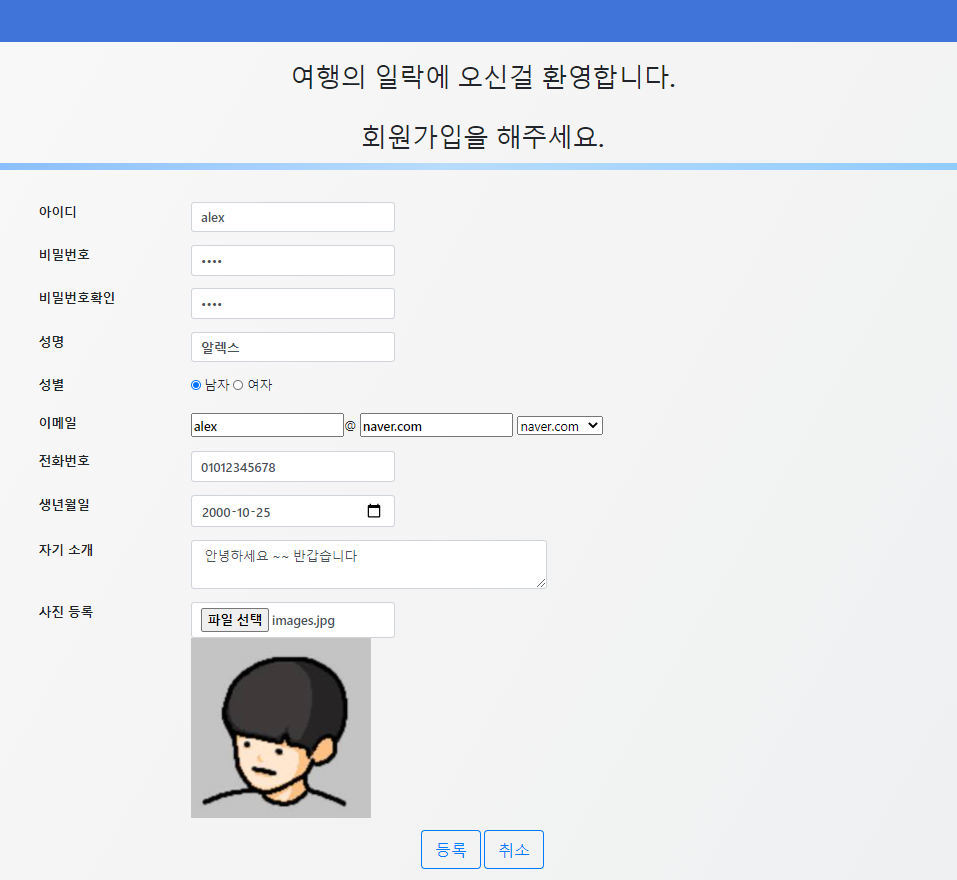 여행의 일락에 오신걸 환영합니다.
회원가입을 해주세요.
아이디 alex
비밀번호 ••••
비밀번호확인 ••••
성명 알렉스
성별 남자 여자
이메일 alex @ naver.com naver.com
전화번호 01012345678
생년월일 2000-10-25
자기 소개 안녕하세요 ~~ 반갑습니다
사진 등록 파일 선택 images.jpg
등록 취소